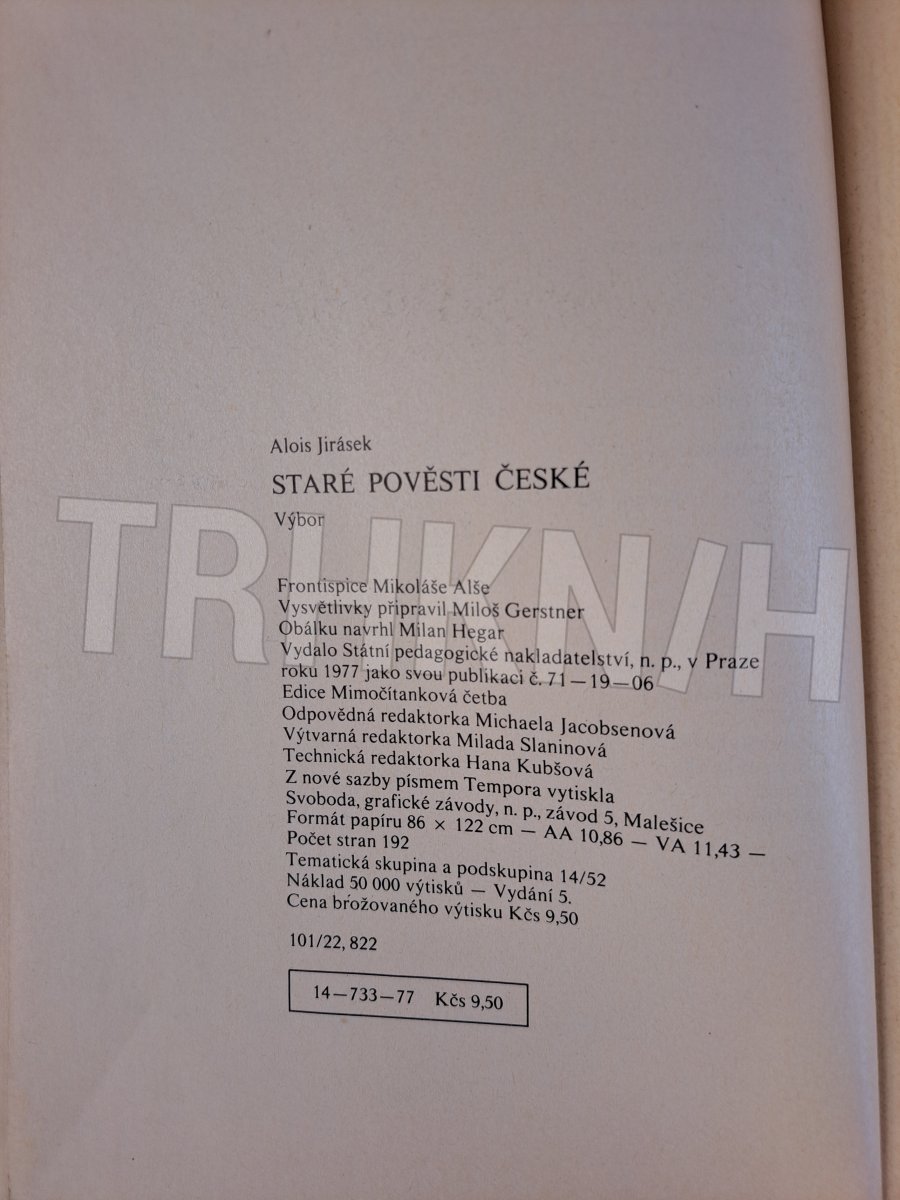 Alois Jirásek
STARÉ POVĚSTI ČESKÉ
Výbor
Frontispice Mikoláše Alše
Vysvětlivky připravil Miloš Gerstner
Obálku navrhl Milan Hegar
Vydalo Státní pedagogické nakladatelství, n. p., v Praze
roku 1977 jako svou publikaci č. 71—19—06
Edice Mimočítanková četba
Odpovědná redaktorka Michaela Jacobsenová
Výtvarná redaktorka Milada Slaninová
Technická redaktorka Hana Kubšová
Z nové sazby písmem Tempora vytiskla
Svoboda, grafické závody, n. p., závod 5, Malešice
Formát papíru 86 × 122 cm — AA 10,86 — VA 11,43 —
Počet stran 192
Tematická skupina a podskupina 14/52
Náklad 50 000 výtisků — Vydání 5.
Cena brožovaného výtisku Kčs 9,50
101/22, 822
14—733—77 Kčs 9,50